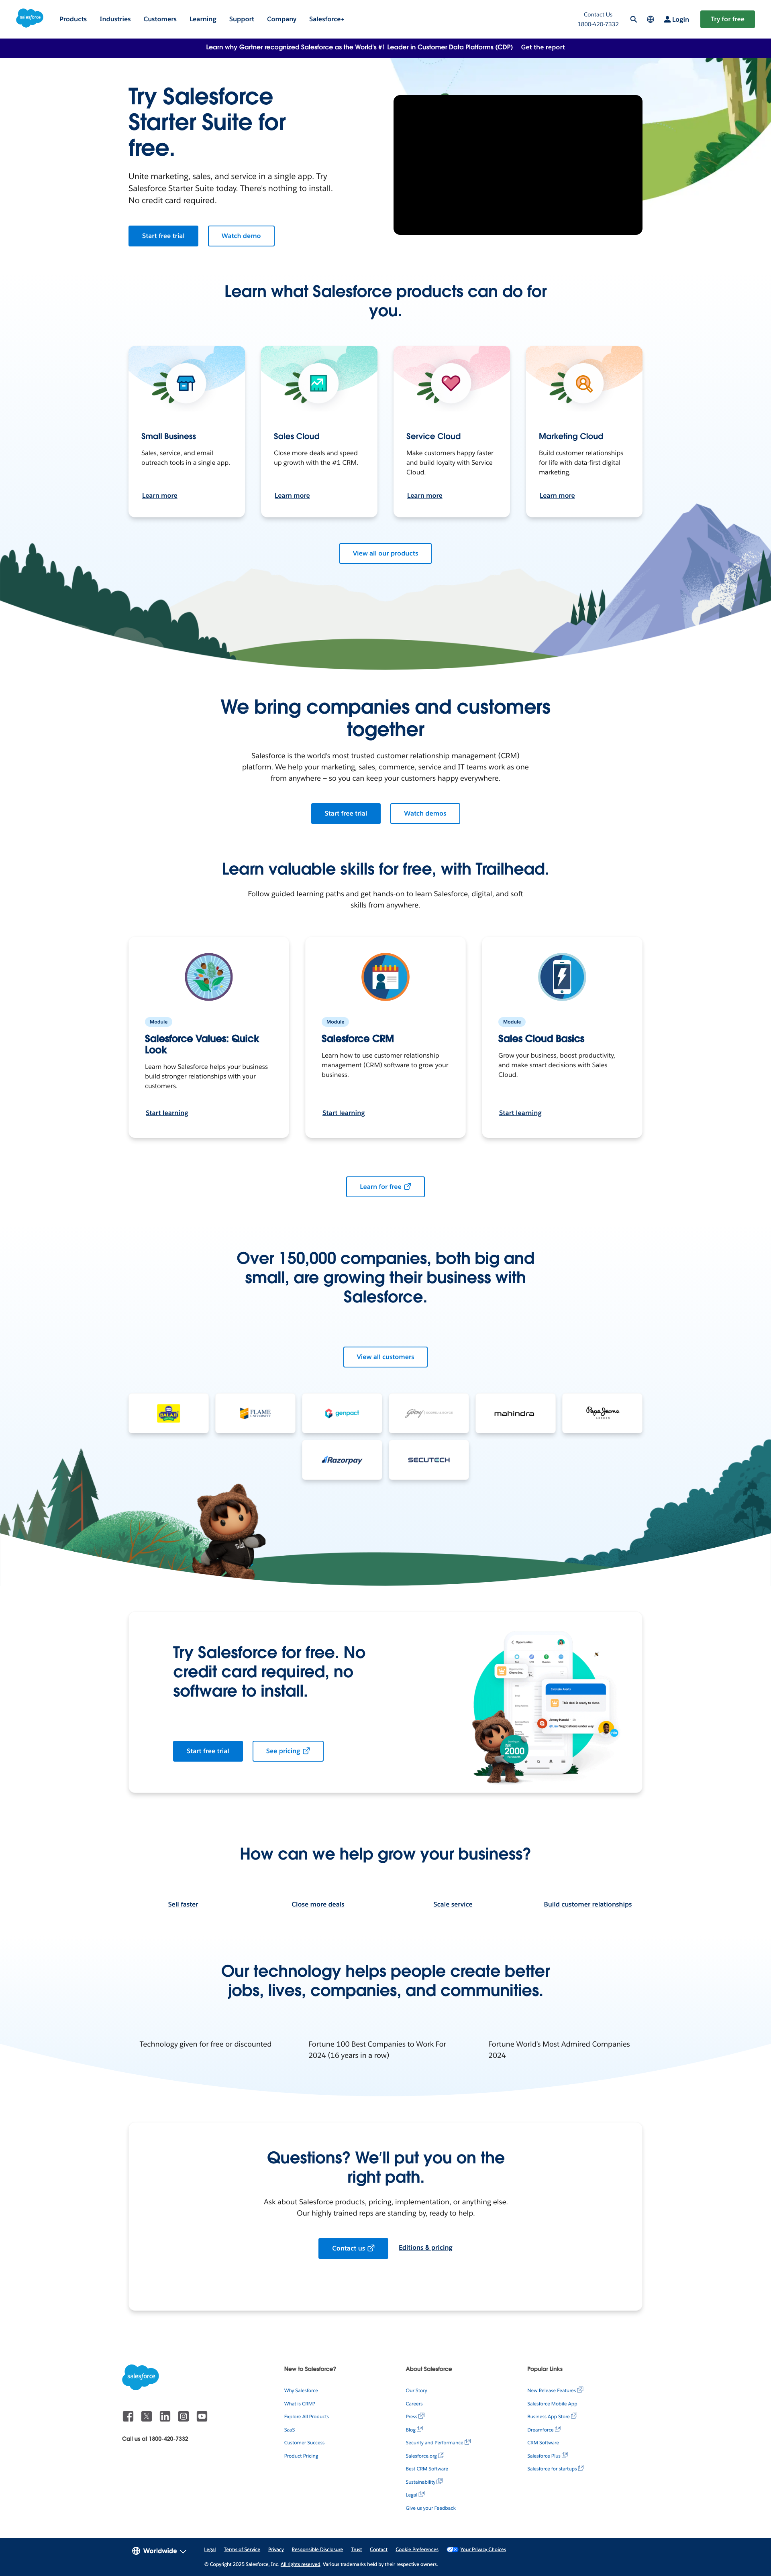 salesforce
Products Industries Customers Learning Support Company Salesforce+
Contact Us
1800-420-7332
Login
Try for free
Learn why Gartner recognized Salesforce as the World's #1 Leader in Customer Data Platforms (CDP) Get the report
Try Salesforce
Starter Suite for
free.
Unite marketing, sales, and service in a single app. Try
Salesforce Starter Suite today. There's nothing to install.
No credit card required.
Start free trial
Watch demo
Learn what Salesforce products can do for
you.
Small Business
Sales, service, and email
outreach tools in a single app.
Learn more
Sales Cloud
Close more deals and speed
up growth with the #1 CRM.
Learn more
Service Cloud
Make customers happy faster
and build loyalty with Service
Cloud.
Learn more
Marketing Cloud
Build customer relationships
for life with data-first digital
marketing.
Learn more
View all our products
We bring companies and customers
together
Salesforce is the world's most trusted customer relationship management (CRM)
platform. We help your marketing, sales, commerce, service and IT teams work as one
from anywhere — so you can keep your customers happy everywhere.
Start free trial
Watch demos
Learn valuable skills for free, with Trailhead.
Follow guided learning paths and get hands-on to learn Salesforce, digital, and soft
skills from anywhere.
Module
Salesforce Values: Quick
Look
Learn how Salesforce helps your business
build stronger relationships with your
customers.
Start learning
Module
Salesforce CRM
Learn how to use customer relationship
management (CRM) software to grow your
business.
Start learning
Module
Sales Cloud Basics
Grow your business, boost productivity,
and make smart decisions with Sales
Cloud.
Start learning
Learn for free
Over 150,000 companies, both big and
small, are growing their business with
Salesforce.
View all customers
BALAJI
FLAME
UNIVERSITY
genpact
Godrej
mahindra
Pepe Jeans
LONDON
Razorpay
SECUTECH
Try Salesforce for free. No
credit card required, no
software to install.
Start free trial
See pricing
2000
How can we help grow your business?
Sell faster
Close more deals
Scale service
Build customer relationships
Our technology helps people create better
jobs, lives, companies, and communities.
Technology given for free or discounted
Fortune 100 Best Companies to Work For
2024 (16 years in a row)
Fortune World's Most Admired Companies
2024
Questions? We'll put you on the
right path.
Ask about Salesforce products, pricing, implementation, or anything else.
Our highly trained reps are standing by, ready to help.
Contact us
Editions & pricing
salesforce
Call us at 1800-420-7332
New to Salesforce?
Why Salesforce
What is CRM?
Explore All Products
SaaS
Customer Success
Product Pricing
About Salesforce
Our Story
Careers
Press
Blog
Security and Performance
Salesforce.org
Best CRM Software
Sustainability
Legal
Give us your Feedback
Popular Links
New Release Features
Salesforce Mobile App
Business App Store
Dreamforce
CRM Software
Salesforce Plus
Salesforce for startups
Worldwide
Legal Terms of Service Privacy Responsible Disclosure Trust Contact Cookie Preferences Your Privacy Choices
© Copyright 2025 Salesforce, Inc. All rights reserved. Various trademarks held by their respective owners.